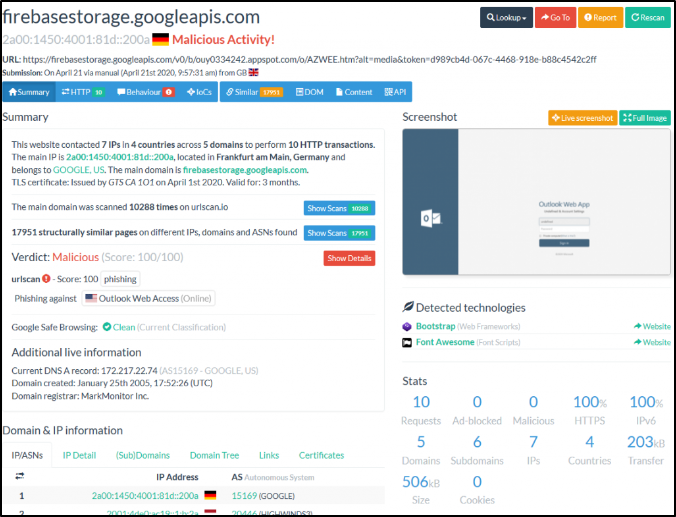 firebasestorage.googleapis.com
Lookup Go To Report Rescan
2a00:1450:4001:81d::200a Malicious Activity!
URL: https://firebasestorage.googleapis.com/v0/b/ouy0334242.appspot.com/o/AZWEE.htm?alt=media&token=d989cb4d-067c-4468-918e-b88c4542c2ff
Submission: On April 21 via manual (April 21st 2020, 9:57:31 am) from GB
Summary HTTP 10 Behaviour IoCs Similar 17951 DOM Content API
Summary
This website contacted 7 IPs in 4 countries across 5 domains to perform 10 HTTP transactions.
The main IP is 2a00:1450:4001:81d::200a, located in Frankfurt am Main, Germany and
belongs to GOOGLE, US. The main domain is firebasestorage.googleapis.com.
TLS certificate: Issued by GTS CA 1O1 on April 1st 2020. Valid for: 3 months.
The main domain was scanned 10288 times on urlscan.io
Show Scans 10288
17951 structurally similar pages on different IPs, domains and ASNs found
Show Scans 17951
Verdict: Malicious (Score: 100/100)
Show Details
urlscan - Score: 100 phishing
Phishing against Outlook Web Access (Online)
Google Safe Browsing: Clean (Current Classification)
Additional live information
Current DNS A record: 172.217.22.74 (AS15169 - GOOGLE, US)
Domain created: January 25th 2005, 17:52:26 (UTC)
Domain registrar: MarkMonitor Inc.
Domain & IP information
IP/ASNs IP Detail (Sub)Domains Domain Tree Links Certificates
IP Address AS Autonomous System
1 2a00:1450:4001:81d::200a 15169 (GOOGLE)
Screenshot
Live screenshot Full Image
Outlook Web App
Detected technologies
Bootstrap (Web Frameworks) Website
Font Awesome (Font Scripts) Website
Stats
10 0 0 100% 100%
Requests Ad-blocked Malicious HTTPS IPv6
5 6 7 4 203kB
Domains Subdomains IPs Countries Transfer
506kB 0
Size Cookies